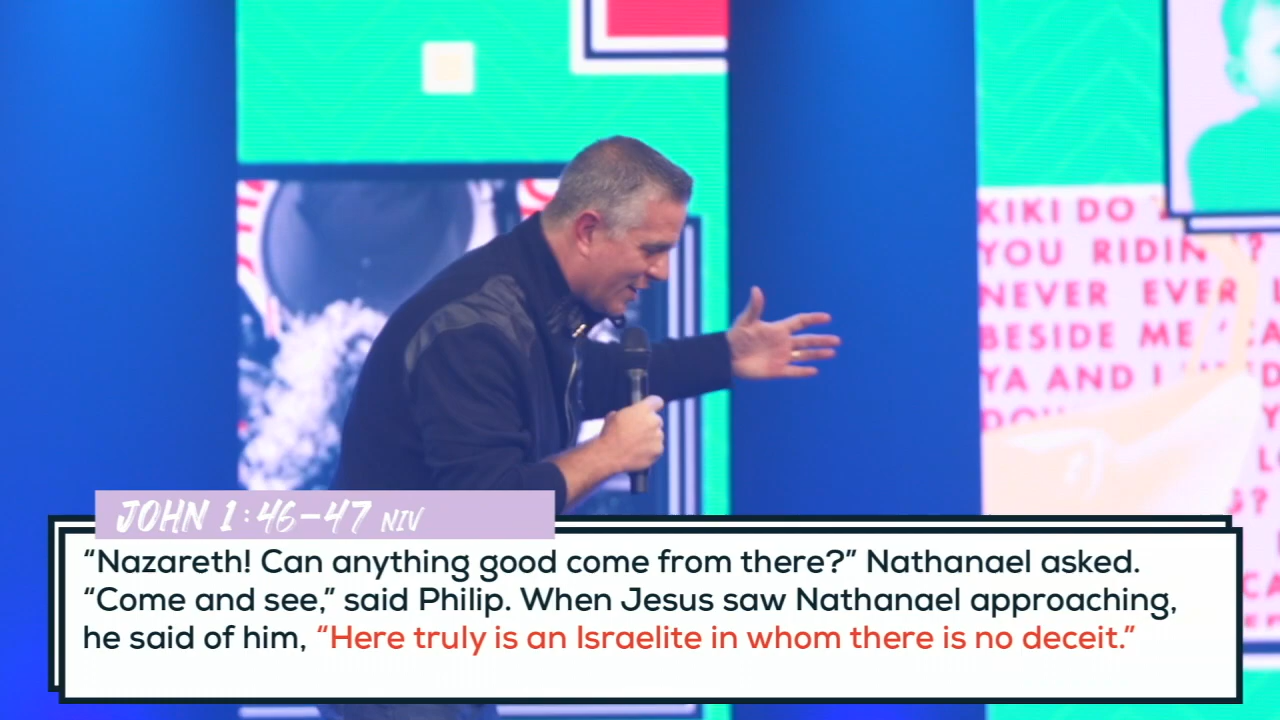 KIKI DO
YOU RIDIN ?
NEVER EVER
BESIDE ME 'CA
YA AND I
JOHN 1:46-47 NIV
“Nazareth! Can anything good come from there?” Nathanael asked.
“Come and see,” said Philip. When Jesus saw Nathanael approaching,
he said of him, “Here truly is an Israelite in whom there is no deceit.”